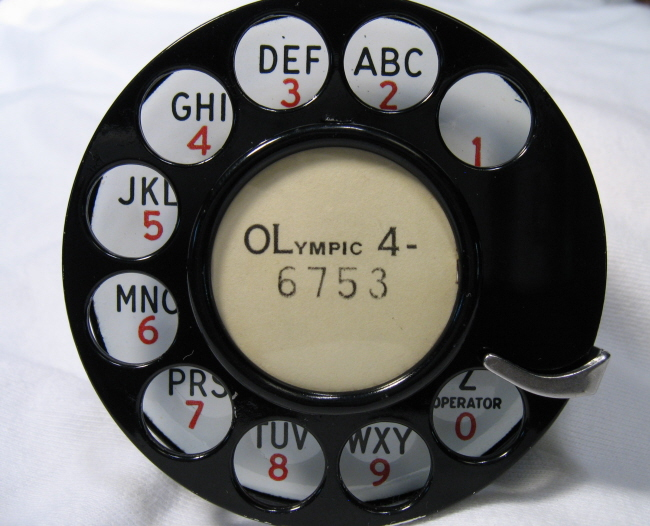 ABC
2
1
DEF
3
GHI
4
JKL
5
MNO
6
PRS
7
TUV
8
WXY
9
Z
OPERATOR
0
OLYMPIC 4-
6753